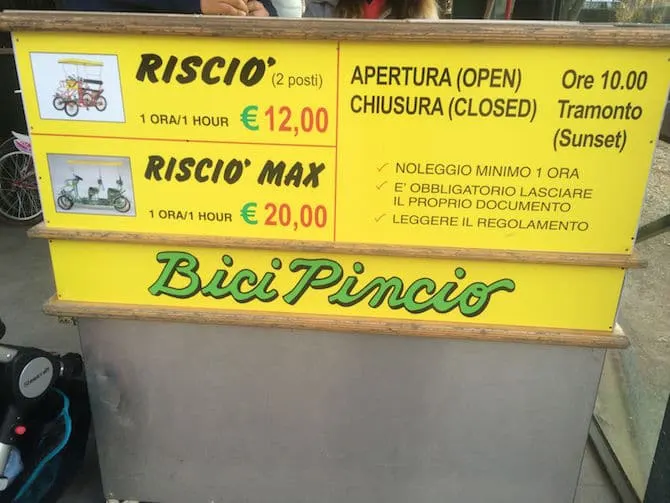 RISCIO' (2 posti)
1 ORA/1 HOUR € 12,00
RISCIO' MAX
1 ORA/1 HOUR € 20,00
APERTURA (OPEN) Ore 10.00
CHIUSURA (CLOSED) Tramonto
(Sunset)
✓ NOLEGGIO MINIMO 1 ORA
✓ E' OBBLIGATORIO LASCIARE
IL PROPRIO DOCUMENTO
✓ LEGGERE IL REGOLAMENTO
Bici Pincio